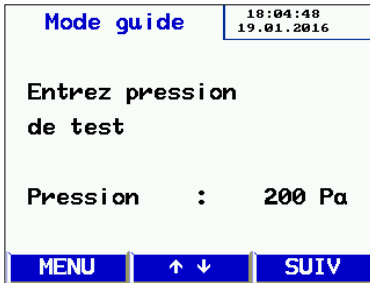 Mode guide
18:04:48
19.01.2016
Entrez pression
de test
Pression : 200 Pa
MENU ↑ ↓ SUIV